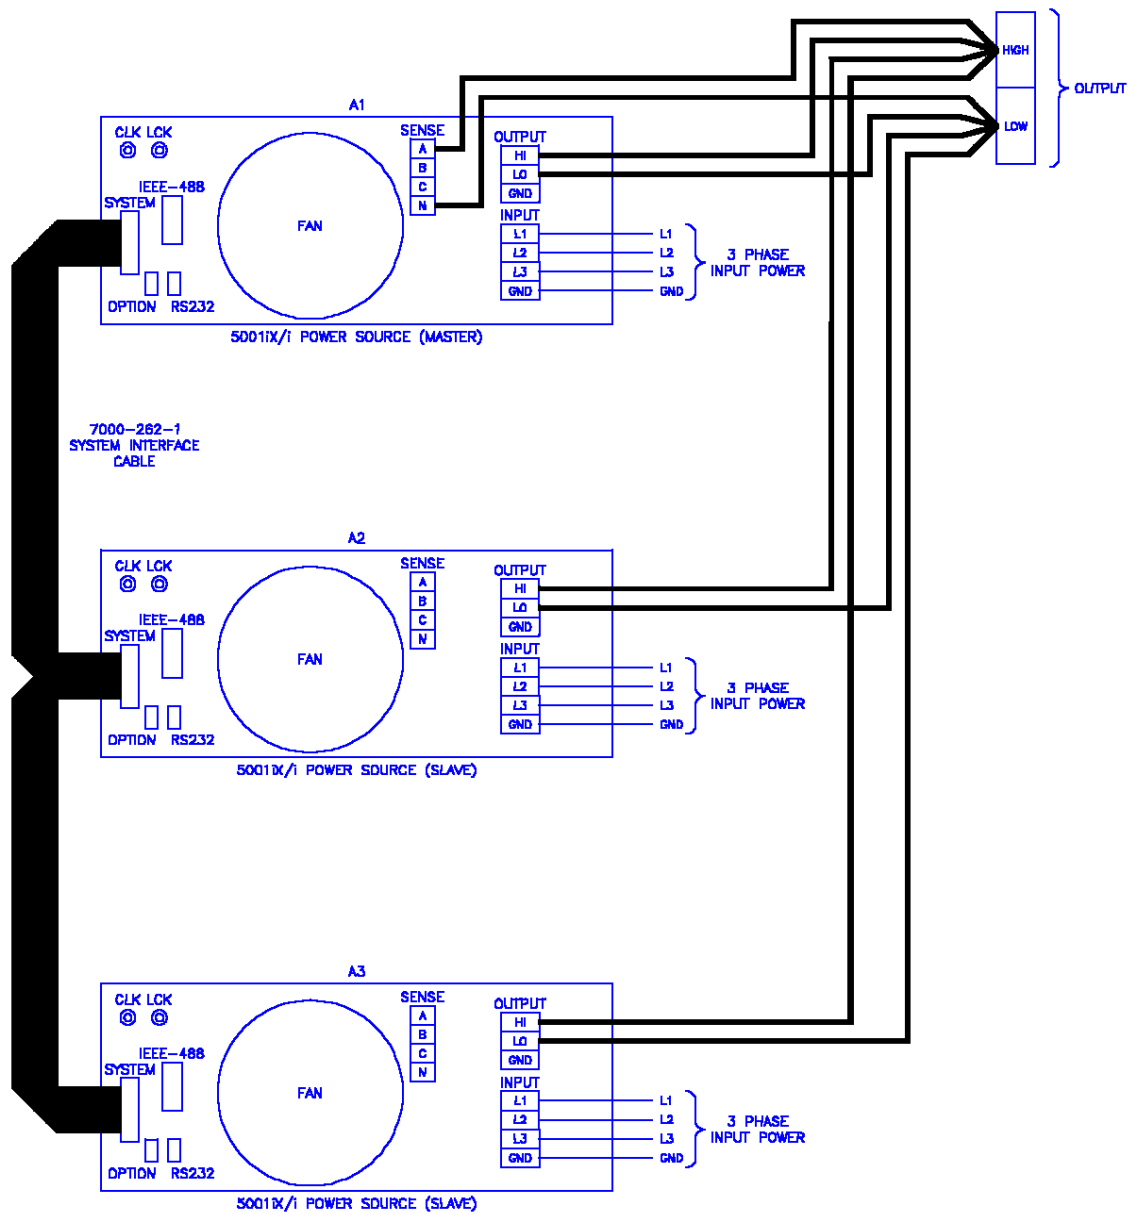 HIGH
OUTPUT
LOW
A1
CLK LCK
SENSE
OUTPUT
A
HI
B
LO
C
GND
N
IEEE-488
SYSTEM
INPUT
FAN
L1 L1
L2 L2
L3 L3
GND GND
3 PHASE
INPUT POWER
OPTION RS232
5001iX/i POWER SOURCE (MASTER)
7000-262-1
SYSTEM INTERFACE
CABLE
A2
CLK LCK
SENSE
OUTPUT
A
HI
B
LO
C
GND
N
IEEE-488
SYSTEM
INPUT
FAN
L1 L1
L2 L2
L3 L3
GND GND
3 PHASE
INPUT POWER
OPTION RS232
5001iX/i POWER SOURCE (SLAVE)
A3
CLK LCK
SENSE
OUTPUT
A
HI
B
LO
C
GND
N
IEEE-488
SYSTEM
INPUT
FAN
L1 L1
L2 L2
L3 L3
GND GND
3 PHASE
INPUT POWER
OPTION RS232
5001iX/i POWER SOURCE (SLAVE)